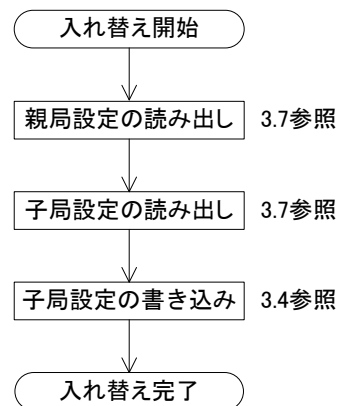 入れ替え開始
親局設定の読み出し 3.7参照
子局設定の読み出し 3.7参照
子局設定の書き込み 3.4参照
入れ替え完了